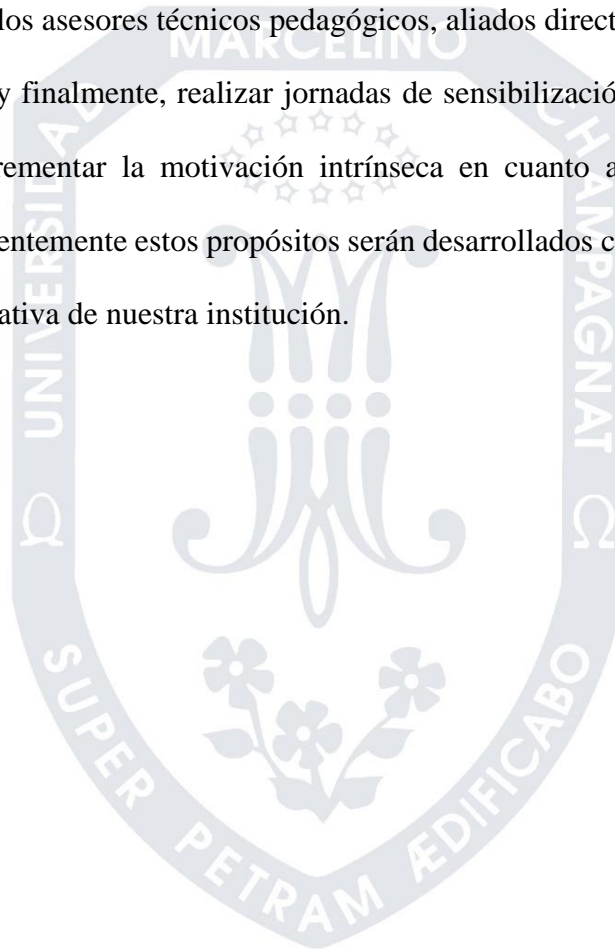 los asesores técnicos pedagógicos, aliados direct
y finalmente, realizar jornadas de sensibilizació
rementar la motivación intrínseca en cuanto a
entemente estos propósitos serán desarrollados c
ativa de nuestra institución.
UNIVERSIDAD MARCELINO CHAMPAGNAT
SUPER PETRAM ÆDIFICABO